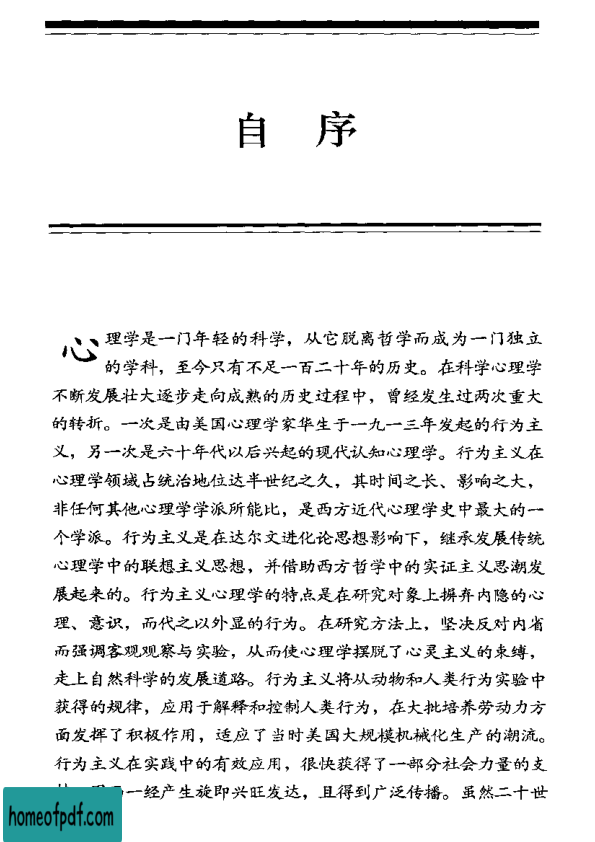 自 序
心理学是一门年轻的科学，从它脱离哲学而成为一门独立
的学科，至今只有不足一百二十年的历史。在科学心理学
不断发展壮大逐步走向成熟的历史过程中，曾经发生过两次重大
的转折。一次是由美国心理学家华生于一九一三年发起的行为主
义，另一次是六十年代以后兴起的现代认知心理学。行为主义在
心理学领域占统治地位达半世纪之久，其时间之长、影响之大，
非任何其他心理学学派所能比，是西方近代心理学史中最大的一
个学派。行为主义是在达尔文进化论思想影响下，继承发展传统
心理学中的联想主义思想，并借助西方哲学中的实证主义思潮发
展起来的。行为主义心理学的特点是在研究对象上摒弃内隐的心
理、意识，而代之以外显的行为。在研究方法上，坚决反对内省
而强调客观观察与实验，从而使心理学摆脱了心灵主义的束缚，
走上自然科学的发展道路。行为主义将从动物和人类行为实验中
获得的规律，应用于解释和控制人类行为，在大批培养劳动力方
面发挥了积极作用，适应了当时美国大规模机械化生产的潮流。
行为主义在实践中的有效应用，很快获得了一部分社会力量的支
一经产生旋即兴旺发达，且得到广泛传播。虽然二十世
homeofpdf.com